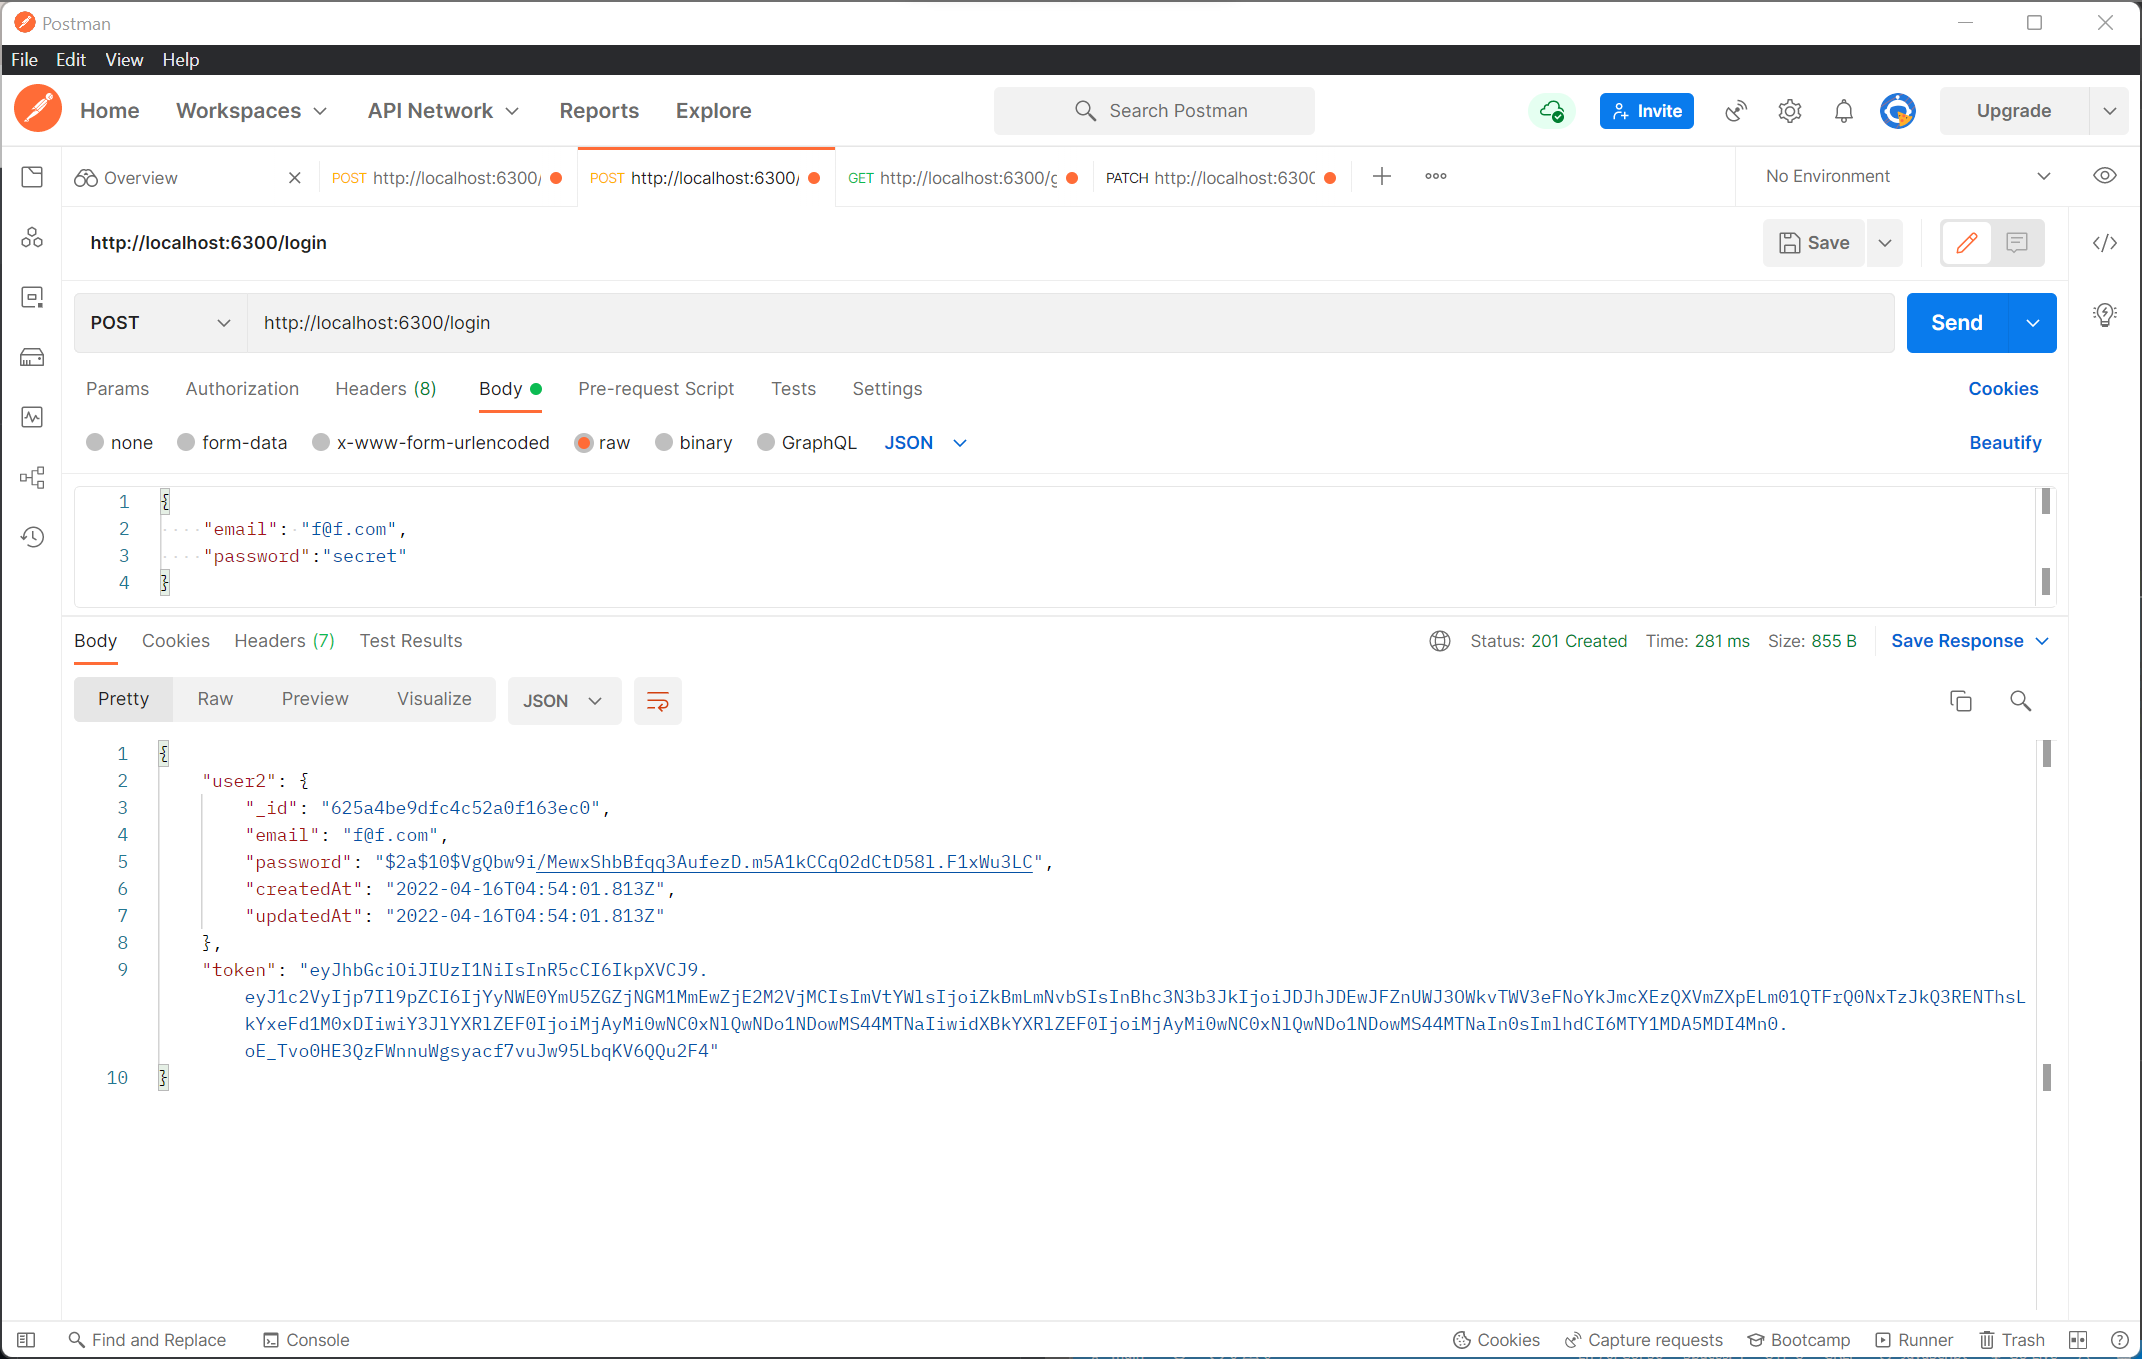 Postman
File Edit View Help
Home Workspaces API Network Reports Explore Search Postman Invite Upgrade
Overview POST http://localhost:6300/ POST http://localhost:6300/ GET http://localhost:6300/g PATCH http://localhost:630 No Environment
http://localhost:6300/login Save
POST http://localhost:6300/login Send
Params Authorization Headers (8) Body Pre-request Script Tests Settings Cookies
none form-data x-www-form-urlencoded raw binary GraphQL JSON Beautify
1 {
2 "email": "f@f.com",
3 "password":"secret"
4 }
Body Cookies Headers (7) Test Results Status: 201 Created Time: 281 ms Size: 855 B Save Response
Pretty Raw Preview Visualize JSON
1 {
2 "user2": {
3 "_id": "625a4be9dfc4c52a0f163ec0",
4 "email": "f@f.com",
5 "password": "$2a$10$VgQbw9i/MewxShbBfqq3AufezD.m5A1kCCqO2dCtD58l.F1xWu3LC",
6 "createdAt": "2022-04-16T04:54:01.813Z",
7 "updatedAt": "2022-04-16T04:54:01.813Z"
8 },
9 "token": "eyJhbGciOiJIUzI1NiIsInR5cCI6IkpXVCJ9.
eyJ1c2VyIjp7Il9pZCI6IjYyNWE0YmU5ZGZjNGM1MmEwZjE2M2VjMCIsImVtYWlsIjoiZkBmLmNvbSIsInBhc3N3b3JkIjoiJDJhJDEwJFZnUWJ3OWkvTWV3eFNoYkJmcXEzQXVmZXpELm01QTFrQ0NxTzJkQ3RENThsL
kYxeFd1M0xDIiwiY3JlYXRlZEF0IjoiMjAyMi0wNC0xNlQwNDo1NDowMS44MTNaIiwidXBkYXRlZEF0IjoiMjAyMi0wNC0xNlQwNDo1NDowMS44MTNaIn0sImlhdCI6MTY1MDA5MDI4Mn0.
oE_Tvo0HE3QzFWnnuWgsyacf7vuJw95LbqKV6QQu2F4"
10 }
Find and Replace Console Cookies Capture requests Bootcamp Runner Trash